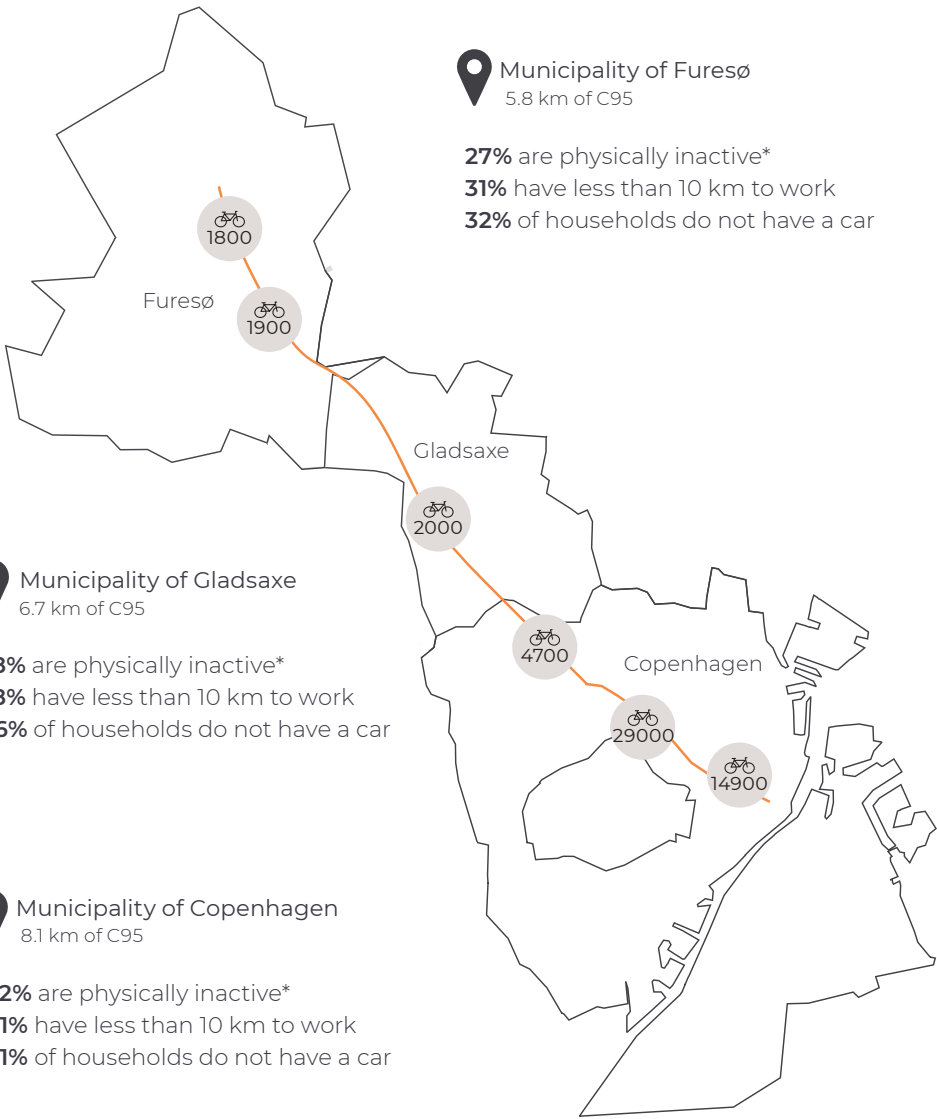 Municipality of Furesø
5.8 km of C95
27% are physically inactive*
31% have less than 10 km to work
32% of households do not have a car
1800
Furesø
1900
Gladsaxe
2000
Municipality of Gladsaxe
6.7 km of C95
% are physically inactive*
% have less than 10 km to work
% of households do not have a car
4700
Copenhagen
29000
14900
Municipality of Copenhagen
8.1 km of C95
2% are physically inactive*
1% have less than 10 km to work
1% of households do not have a car